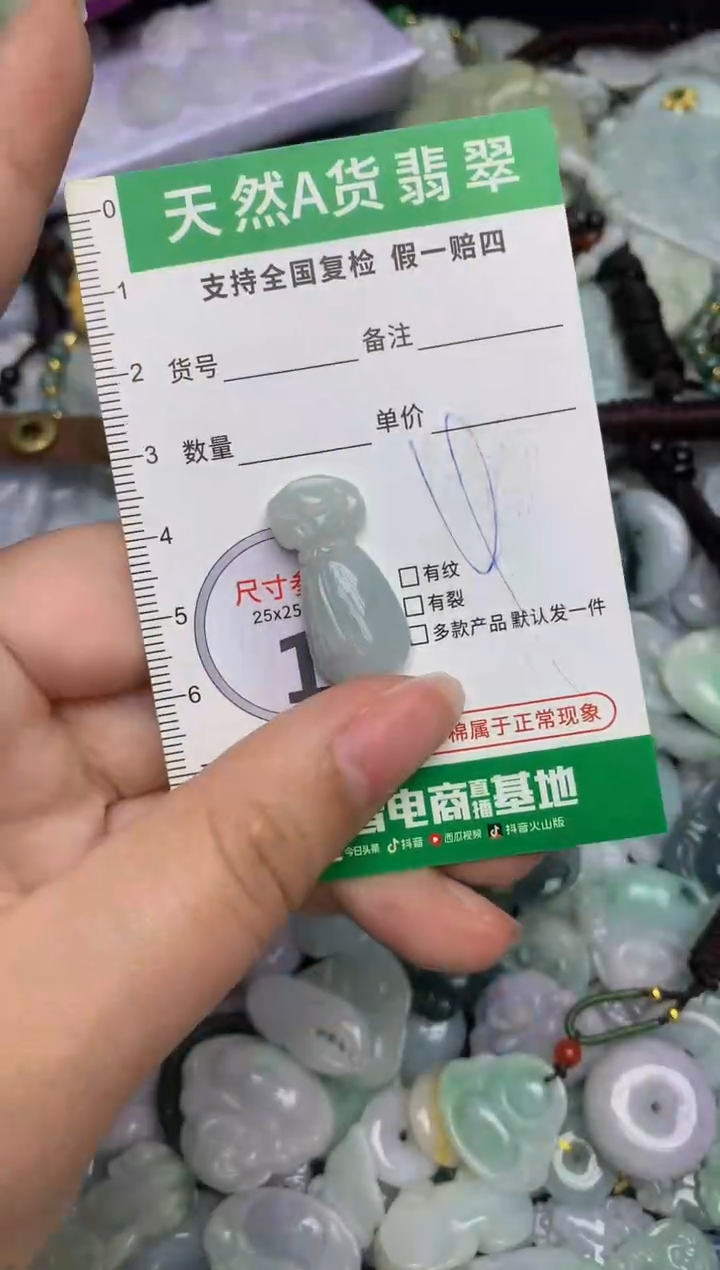 天然A货翡翠
支持全国复检 假一赔四
货号 备注
数量 单价
0
1
2
3
4
5
6
尺寸
25x25
1
有纹
有裂
多款产品 默认发一件
棉属于正常现象
电商直播基地
今日头条 抖音 西瓜视频 抖音火山版